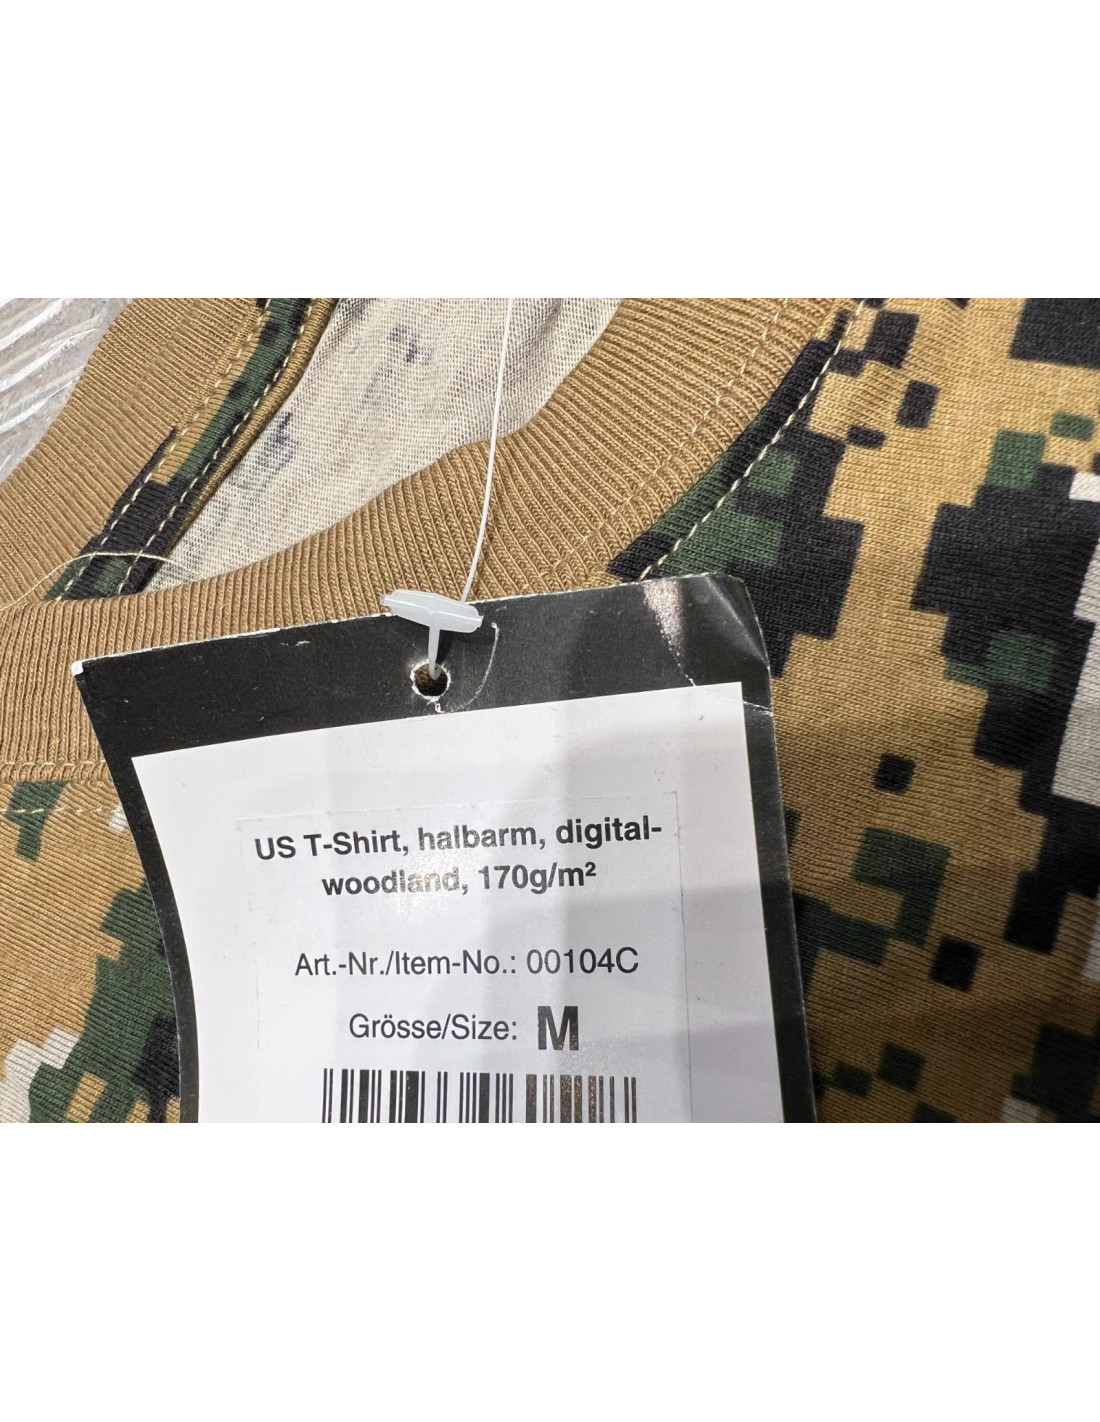 US T-Shirt, halbarm, digital-
woodland, 170g/m²
Art.-Nr./Item-No.: 00104C
Grösse/Size: M